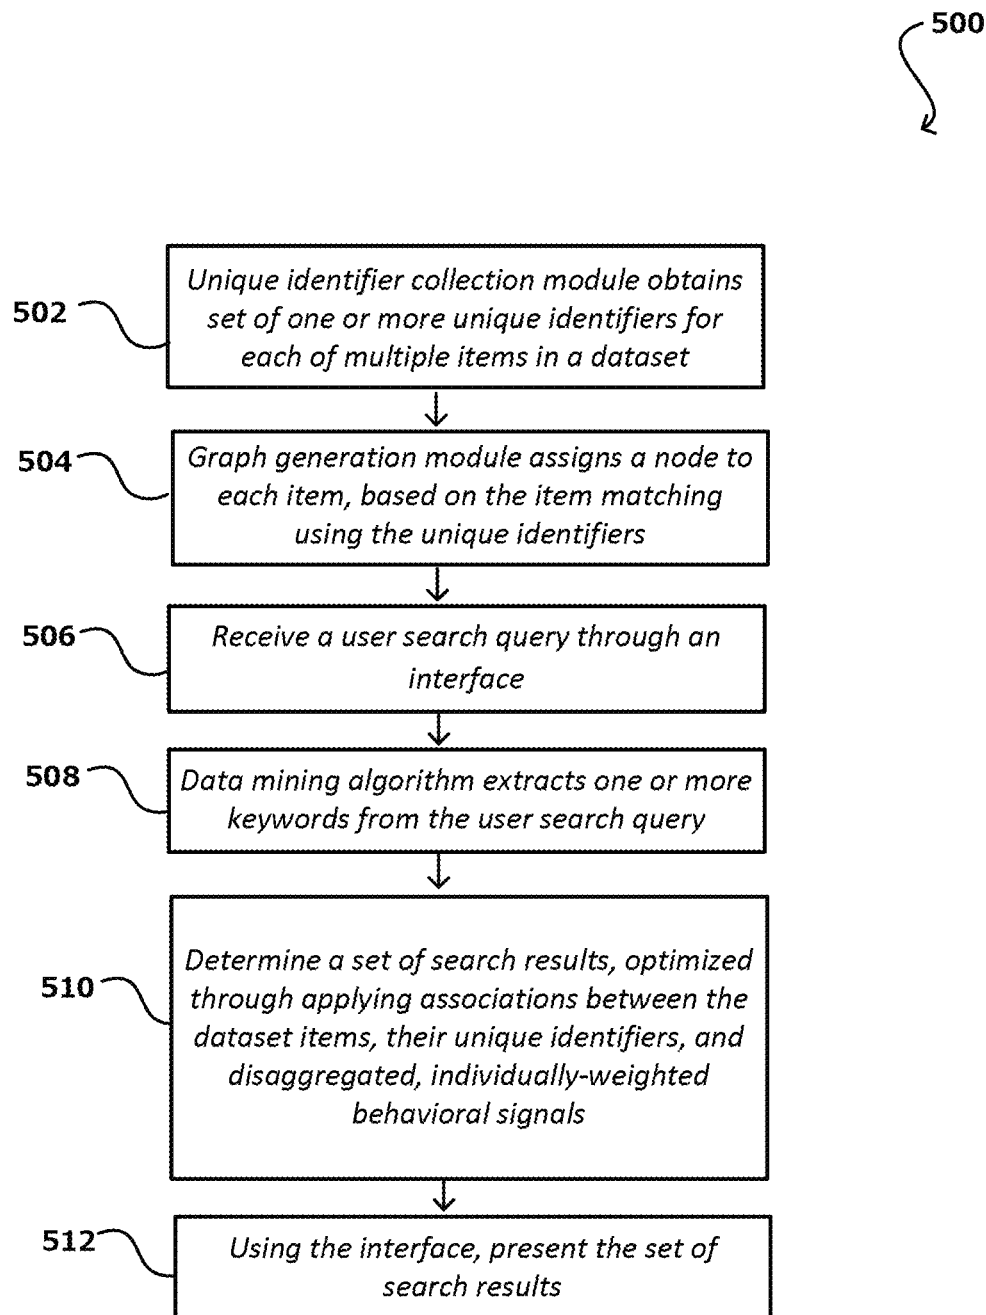 500
502
Unique identifier collection module obtains
set of one or more unique identifiers for
each of multiple items in a dataset
504
Graph generation module assigns a node to
each item, based on the item matching
using the unique identifiers
506
Receive a user search query through an
interface
508
Data mining algorithm extracts one or more
keywords from the user search query
510
Determine a set of search results, optimized
through applying associations between the
dataset items, their unique identifiers, and
disaggregated, individually-weighted
behavioral signals
512
Using the interface, present the set of
search results